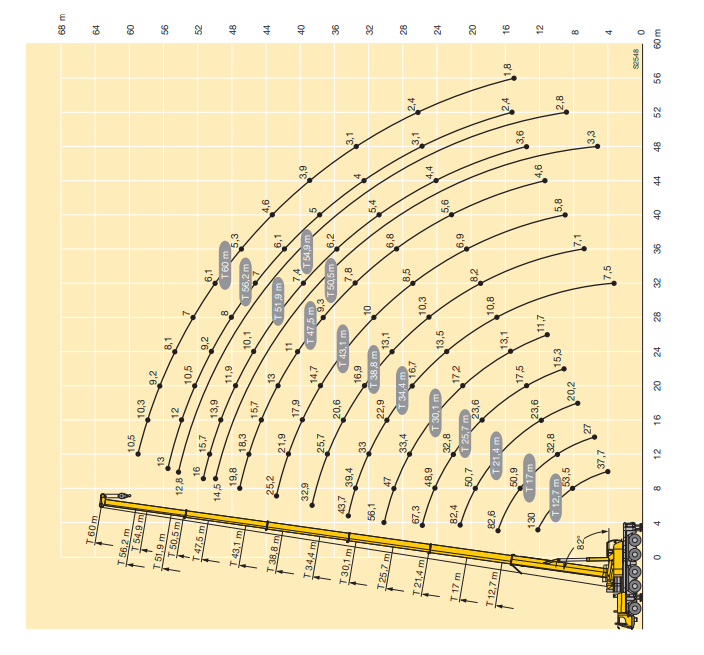 68 m 64 60 56 52 48 44 40 36 32 28 24 20 16 12 8 4 0
S2548
60 m
56
52
48
44
40
36
32
28
24
20
16
12
8
4
0
1,8
2,4 2,4 2,8
3,1 3,1 3,6 3,3
3,9 4 4,4 4,6
4,6 5 5,4 5,6 5,8
5,3 6,1 6,2 6,8 6,9 7,1
6,1 7 7,4 7,8 8,5 8,2 7,5
7 8 9,3 10 10,3 10,8
8,1 9,2 10,1 11 13,1 13,5 13,1 11,7
9,2 10,5 11,9 13 14,7 16,9 16,7 17,2 17,5 15,3
10,3 12 13,9 15,7 17,9 20,6 22,9 23,6 23,6 20,2
10,5 13 15,7 18,3 21,9 25,7 33 33,4 32,8 32,8 27
12,8 16 14,5 19,8 25,2 32,9 39,4 47 48,9 50,7 50,9 53,5 37,7
43,7 56,1 67,3 82,4 82,6 130
T 60 m
T 56,2 m
T 54,9 m
T 51,9 m
T 50,5 m
T 47,5 m
T 43,1 m
T 38,8 m
T 34,4 m
T 30,1 m
T 25,7 m
T 21,4 m
T 17 m
T 12,7 m
T 60 m
T 56,2 m
T 54,9 m
T 51,9 m
T 50,5 m
T 47,5 m
T 43,1 m
T 38,8 m
T 34,4 m
T 30,1 m
T 25,7 m
T 21,4 m
T 17 m
T 12,7 m
82°